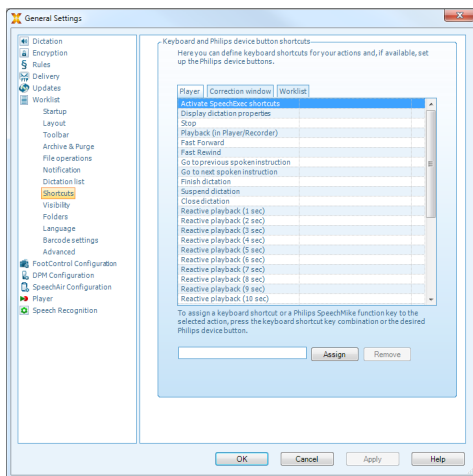 General Settings
Dictation
Encryption
Rules
Delivery
Updates
Worklist
Startup
Layout
Toolbar
Archive & Purge
File operations
Notification
Dictation list
Shortcuts
Visibility
Folders
Language
Barcode settings
Advanced
FootControl Configuration
DPM Configuration
SpeechAir Configuration
Player
Speech Recognition
Keyboard and Philips device button shortcuts
Here you can define keyboard shortcuts for your actions and, if available, set
up the Philips device buttons.
Player Correction window Worklist
Activate SpeechExec shortcuts
Display dictation properties
Stop
Playback (in Player/Recorder)
Fast Forward
Fast Rewind
Go to previous spoken instruction
Go to next spoken instruction
Finish dictation
Suspend dictation
Close dictation
Reactive playback (1 sec)
Reactive playback (2 sec)
Reactive playback (3 sec)
Reactive playback (4 sec)
Reactive playback (5 sec)
Reactive playback (6 sec)
Reactive playback (7 sec)
Reactive playback (8 sec)
Reactive playback (9 sec)
Reactive playback (10 sec)
To assign a keyboard shortcut or a Philips SpeechMike function key to the
selected action, press the keyboard shortcut key combination or the desired
Philips device button.
Assign Remove
OK Cancel Apply Help